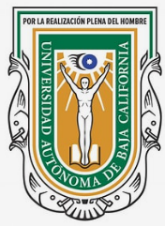 POR LA REALIZACIÓN PLENA DEL HOMBRE
UNIVERSIDAD AUTÓNOMA DE BAJA CALIFORNIA